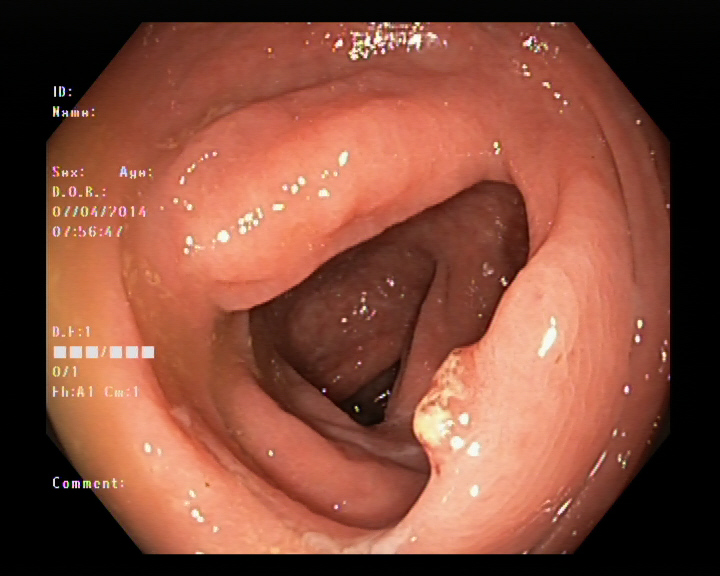 ID:
Name:
Sex: Age:
D.O.B.:
07/04/2014
07:56:47
D.F:1
■■■/■■■
0/1
Eh:A1 Cm:1
Comment: